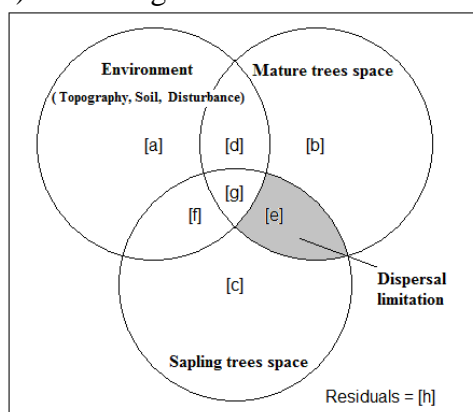 Environment
( Topography, Soil, Disturbance)
Mature trees space
[a]
[d]
[b]
[g]
[f]
[e]
[c]
Dispersal
limitation
Sapling trees space
Residuals = [h]